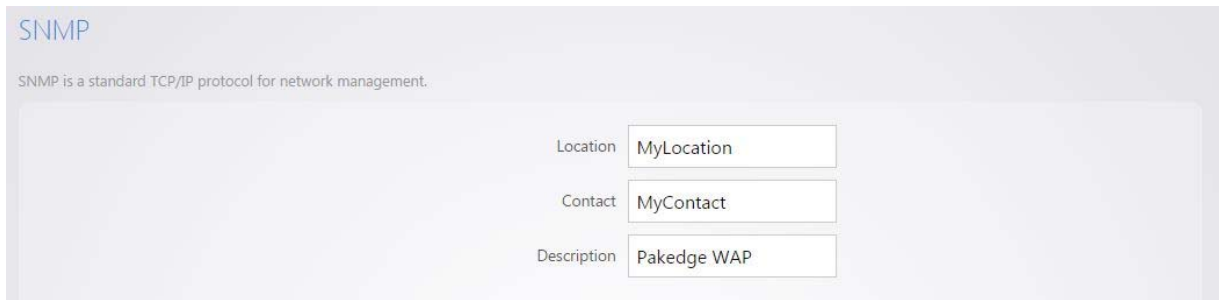 SNMP
SNMP is a standard TCP/IP protocol for network management.
Location MyLocation
Contact MyContact
Description Pakedge WAP